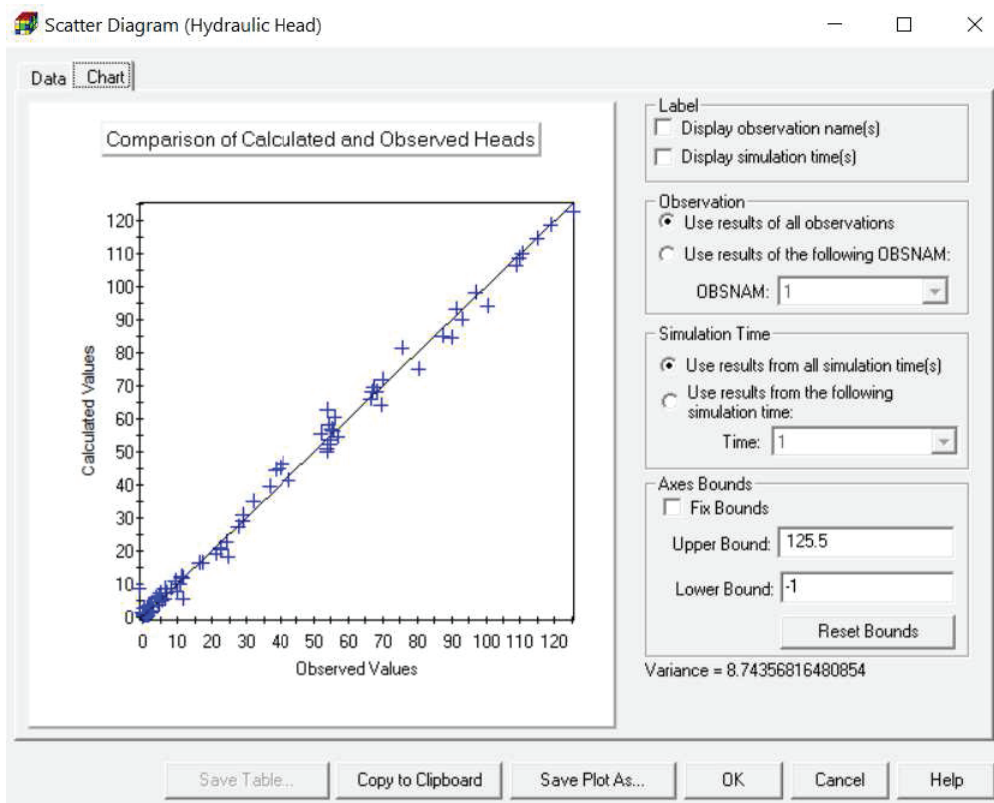 Scatter Diagram (Hydraulic Head)
Data Chart
Comparison of Calculated and Observed Heads
Calculated Values
120
110
100
90
80
70
60
50
40
30
20
10
0
0 10 20 30 40 50 60 70 80 90 100 110 120
Observed Values
Label
Display observation name(s)
Display simulation time(s)
Observation
Use results of all observations
Use results of the following OBSNAM:
OBSNAM: 1
Simulation Time
Use results from all simulation time(s)
Use results from the following
simulation time:
Time: 1
Axes Bounds
Fix Bounds
Upper Bound: 125.5
Lower Bound: -1
Reset Bounds
Variance = 8.74356816480854
Save Table... Copy to Clipboard Save Plot As... OK Cancel Help